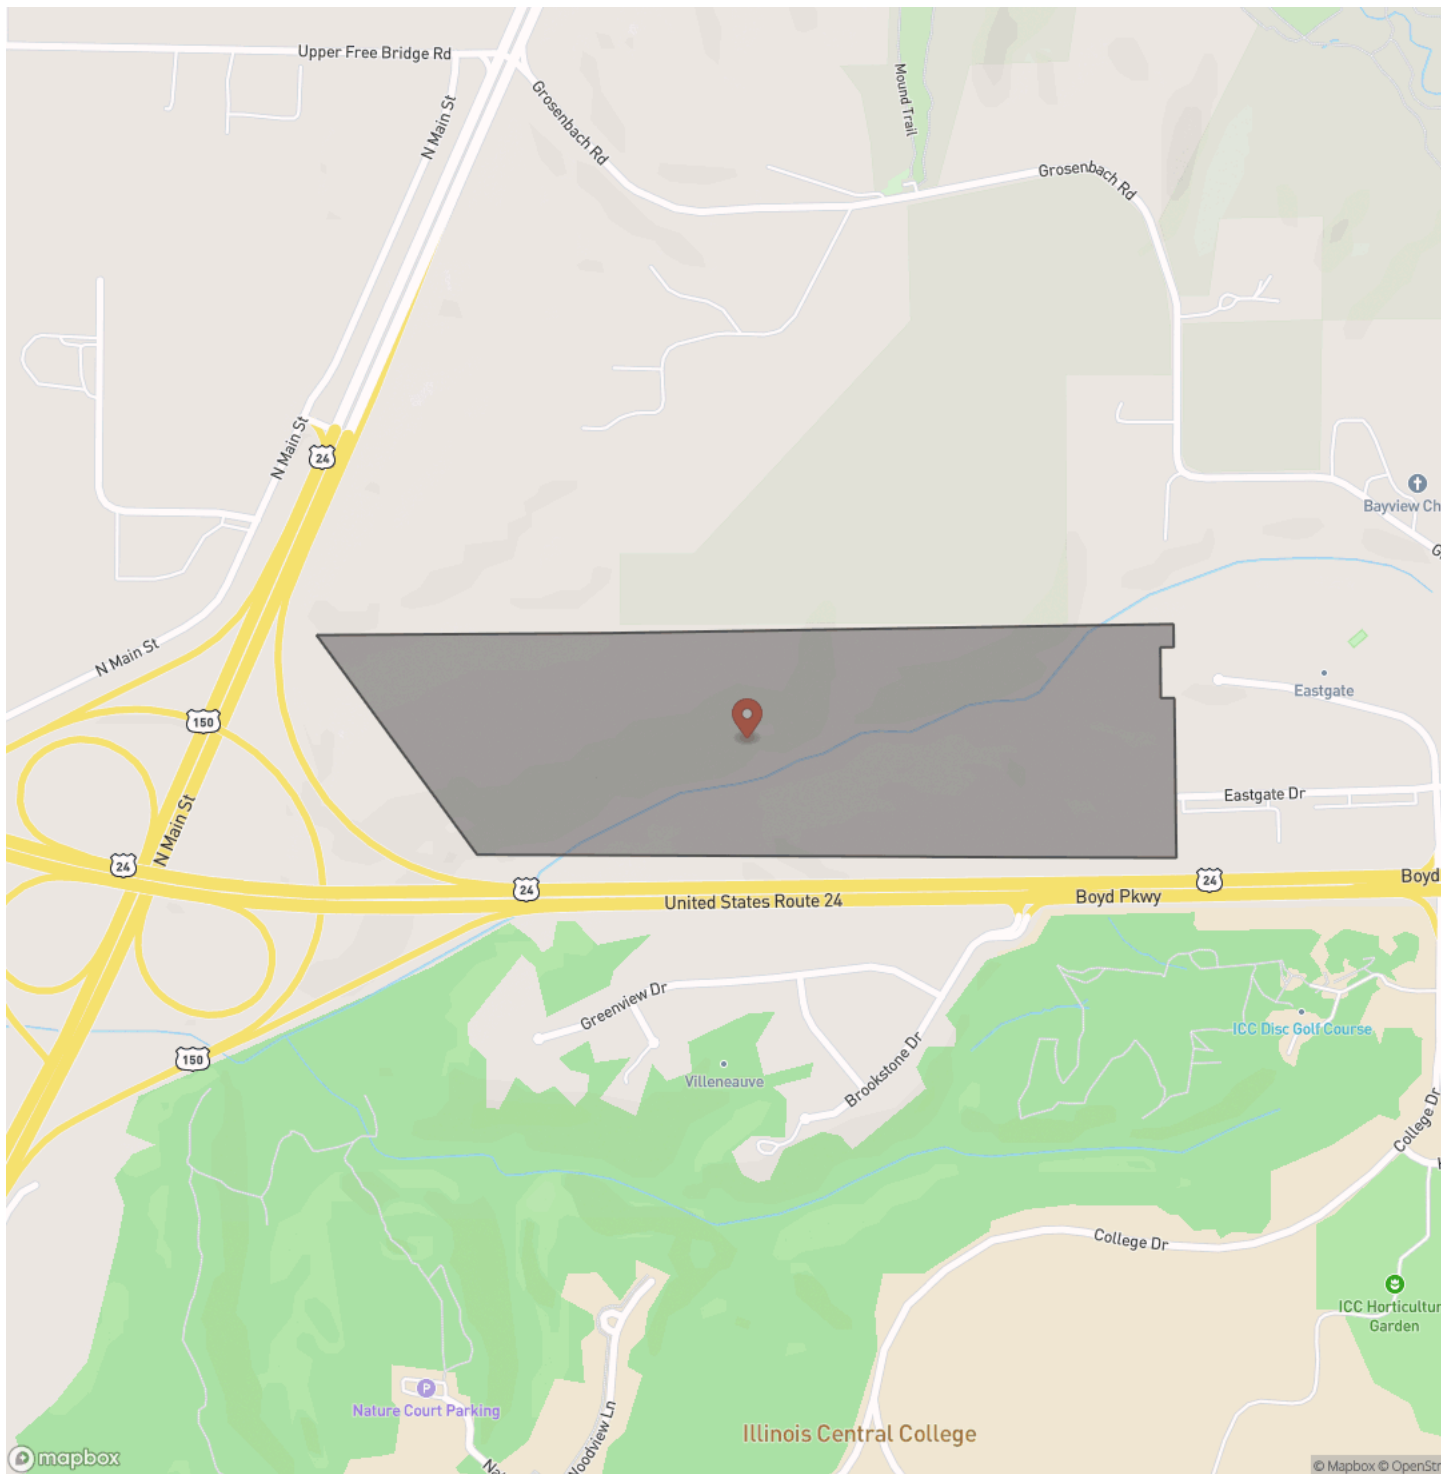 Upper Free Bridge Rd
N Main St
Grosenbach Rd
Mound Trail
Grosenbach Rd
N Main St
24
Bayview Ch
G
N Main St
Eastgate
150
Eastgate Dr
N Main St
24
24
24
Boyd
United States Route 24
Boyd Pkwy
Greenview Dr
ICC Disc Golf Course
150
Villeneauve
Brookstone Dr
College Dr
College Dr
ICC Horticultur
Garden
P
Nature Court Parking
Woodview Ln
Illinois Central College
mapbox
Nat
© Mapbox © OpenStr